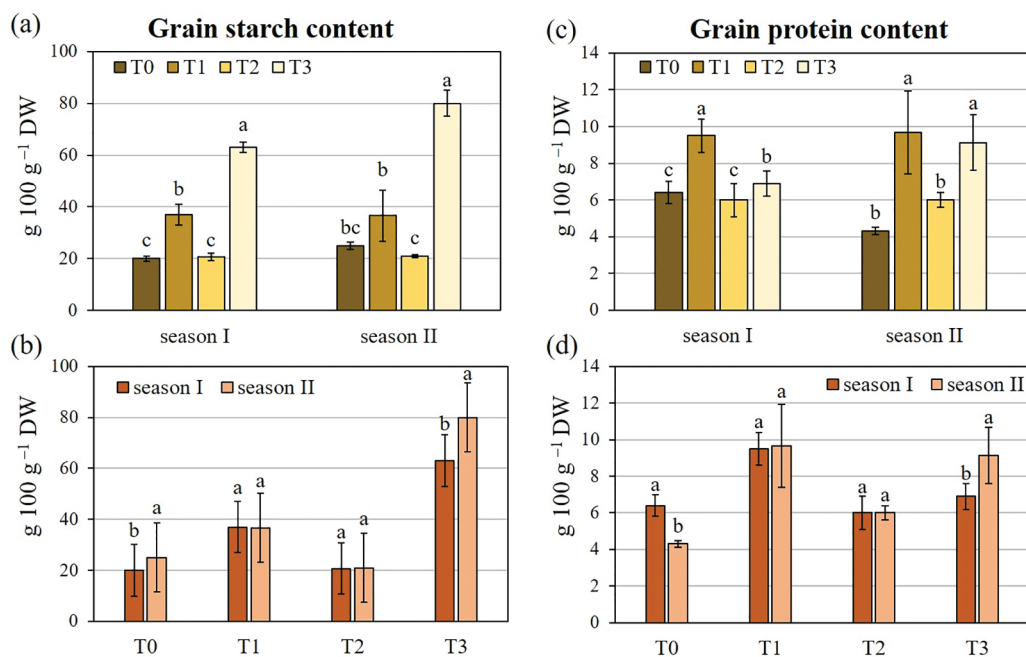 (a) Grain starch content
g 100 g⁻¹ DW
100
80
60
40
20
0
T0 T1 T2 T3
c b c a
bc b c a
season I season II
(c) Grain protein content
g 100 g⁻¹ DW
14
12
10
8
6
4
2
0
T0 T1 T2 T3
c a c b
b a b a
season I season II
(b)
g 100 g⁻¹ DW
100
80
60
40
20
0
season I season II
b a a a a a b a
T0 T1 T2 T3
(d)
g 100 g⁻¹ DW
14
12
10
8
6
4
2
0
season I season II
a b a a a a b a
T0 T1 T2 T3